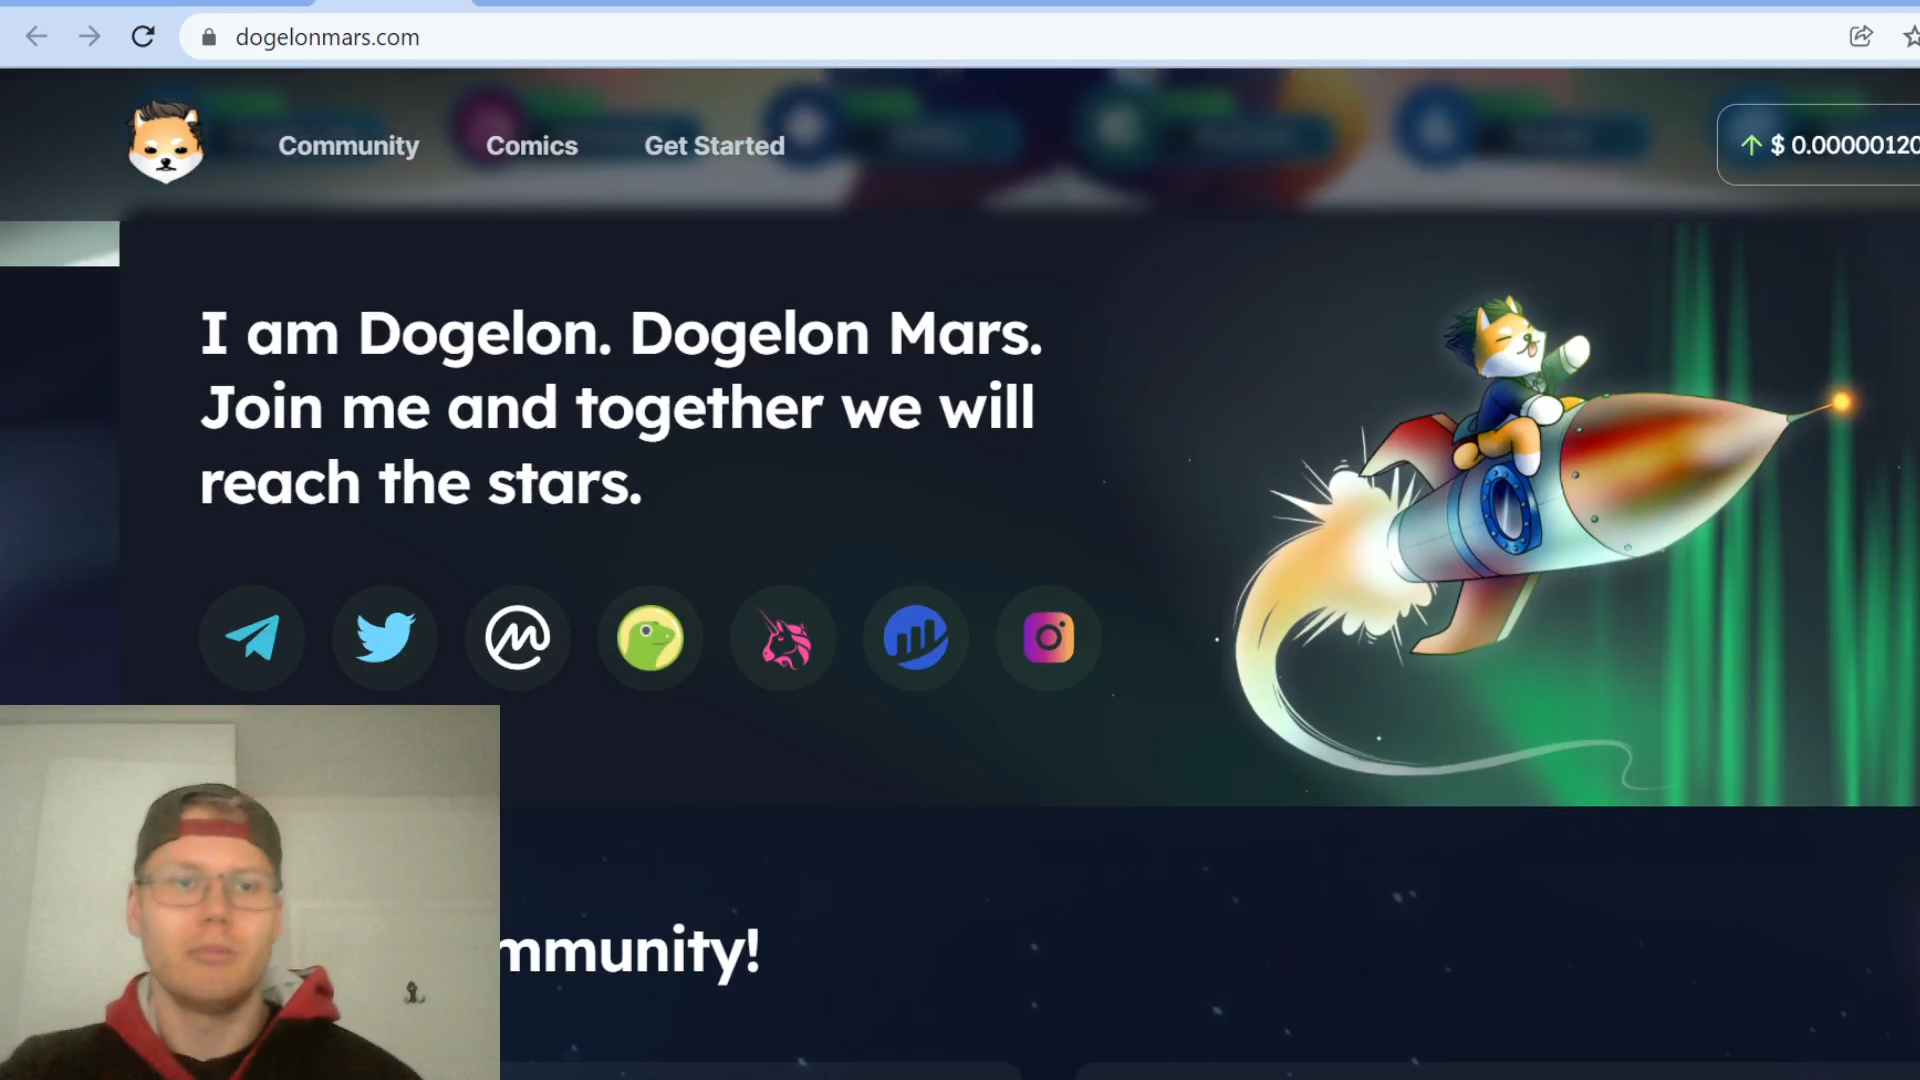 dogelonmars.com
Community
Comics
Get Started
$ 0.00000120
I am Dogelon. Dogelon Mars.
Join me and together we will
reach the stars.
mmunity!